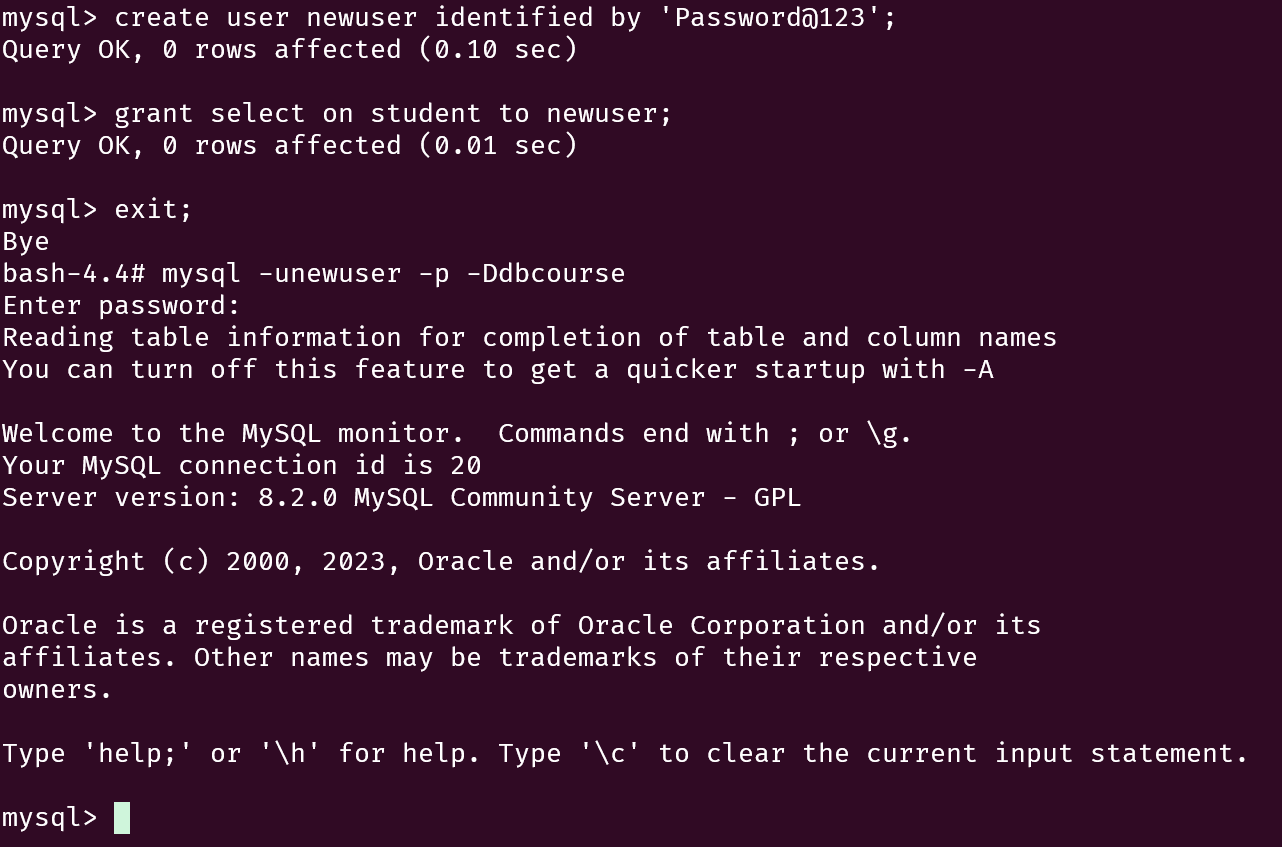 mysql> create user newuser identified by 'Password@123';
Query OK, 0 rows affected (0.10 sec)
mysql> grant select on student to newuser;
Query OK, 0 rows affected (0.01 sec)
mysql> exit;
Bye
bash-4.4# mysql -unewuser -p -Ddbcourse
Enter password:
Reading table information for completion of table and column names
You can turn off this feature to get a quicker startup with -A
Welcome to the MySQL monitor.  Commands end with ; or \g.
Your MySQL connection id is 20
Server version: 8.2.0 MySQL Community Server - GPL
Copyright (c) 2000, 2023, Oracle and/or its affiliates.
Oracle is a registered trademark of Oracle Corporation and/or its
affiliates. Other names may be trademarks of their respective
owners.
Type 'help;' or '\h' for help. Type '\c' to clear the current input statement.
mysql>